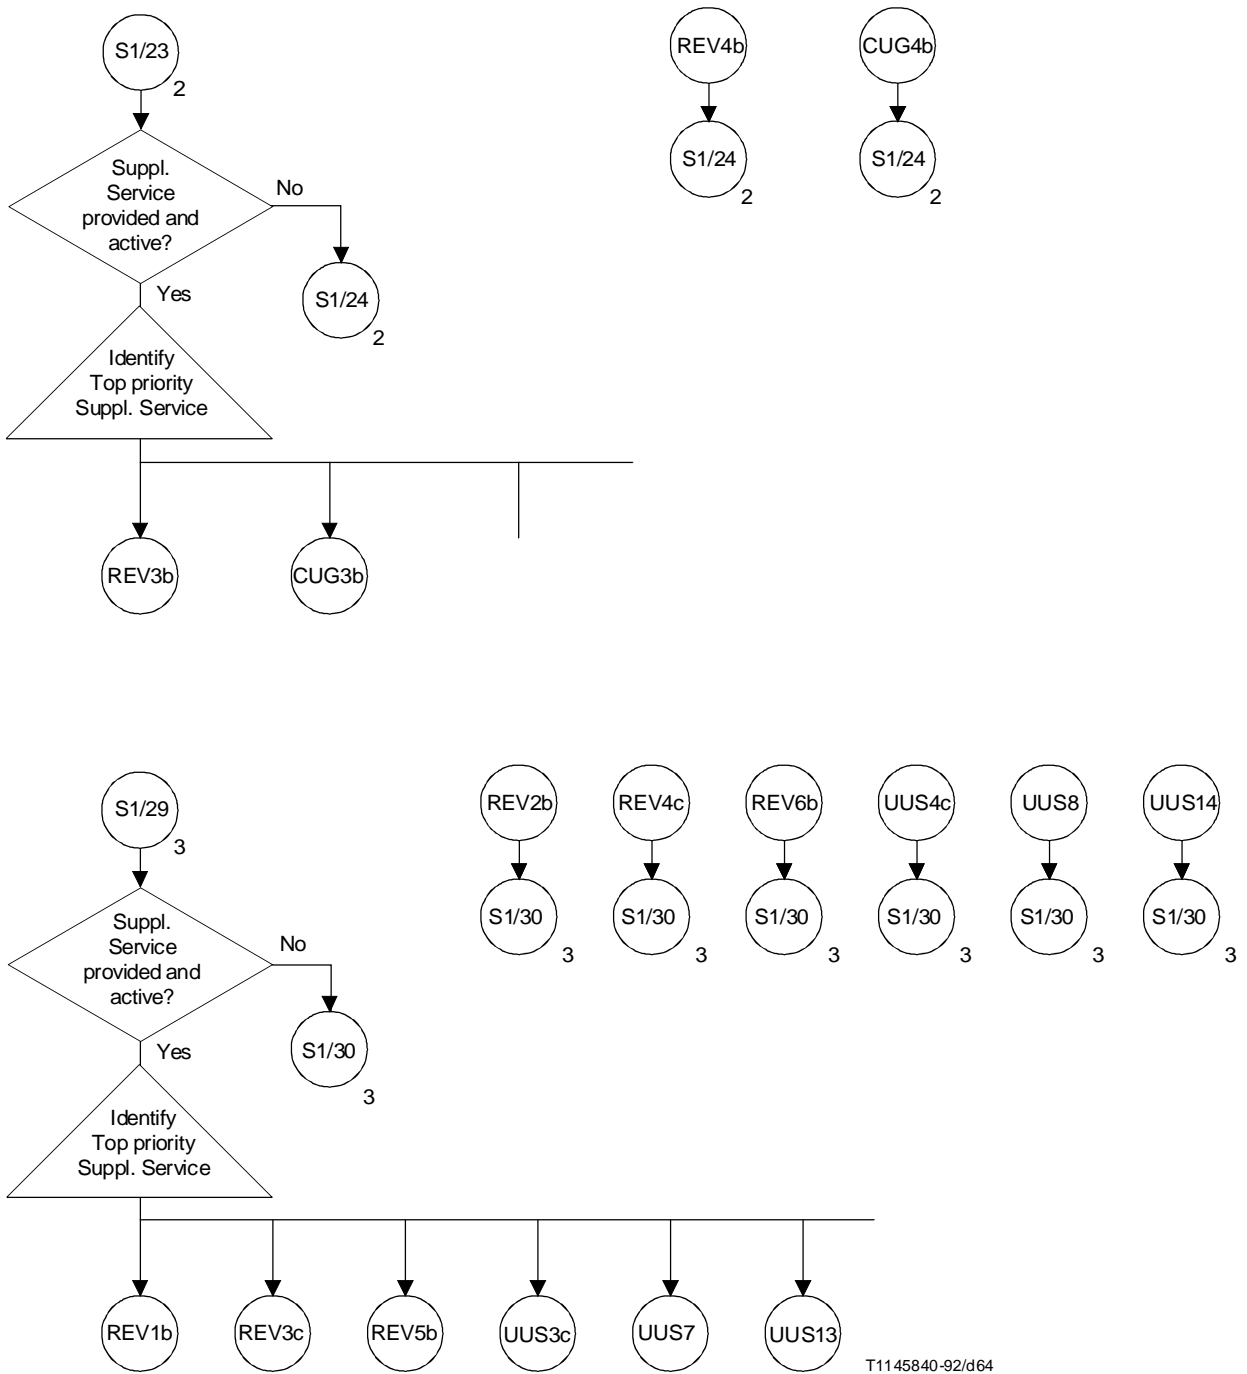 S1/23
2
REV4b
CUG4b
S1/24
2
S1/24
2
Suppl.
Service
provided and
active?
No
Yes
S1/24
2
Identify
Top priority
Suppl. Service
REV3b
CUG3b
S1/29
3
REV2b
REV4c
REV6b
UUS4c
UUS8
UUS14
S1/30
3
S1/30
3
S1/30
3
S1/30
3
S1/30
3
S1/30
3
Suppl.
Service
provided and
active?
No
Yes
S1/30
3
Identify
Top priority
Suppl. Service
REV1b
REV3c
REV5b
UUS3c
UUS7
UUS13
T1145840-92/d64